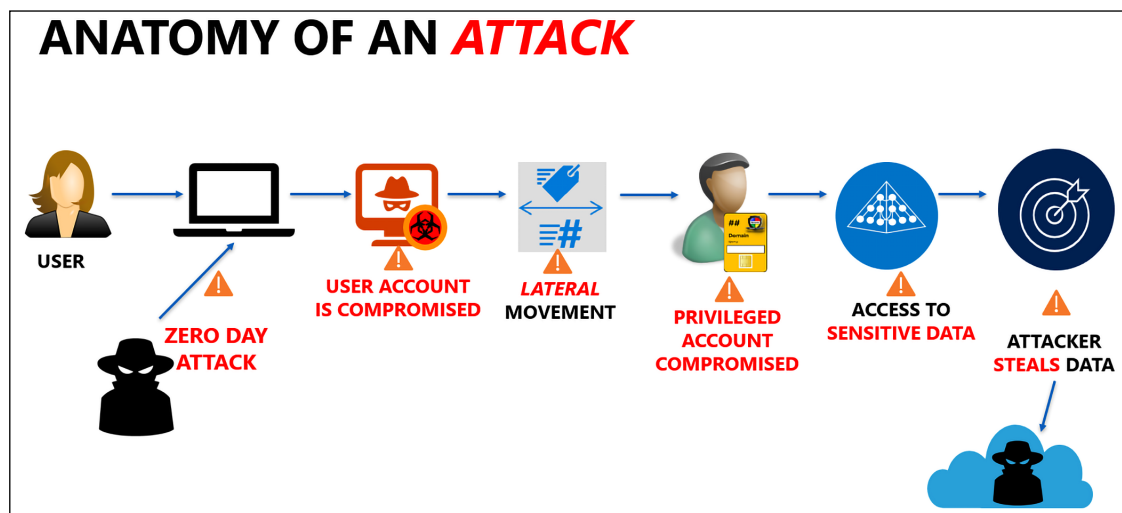 ANATOMY OF AN ATTACK
USER
ZERO DAY
ATTACK
USER ACCOUNT
IS COMPROMISED
#
LATERAL
MOVEMENT
##
Domain
PRIVILEGED
ACCOUNT
COMPROMISED
ACCESS TO
SENSITIVE DATA
ATTACKER
STEALS DATA